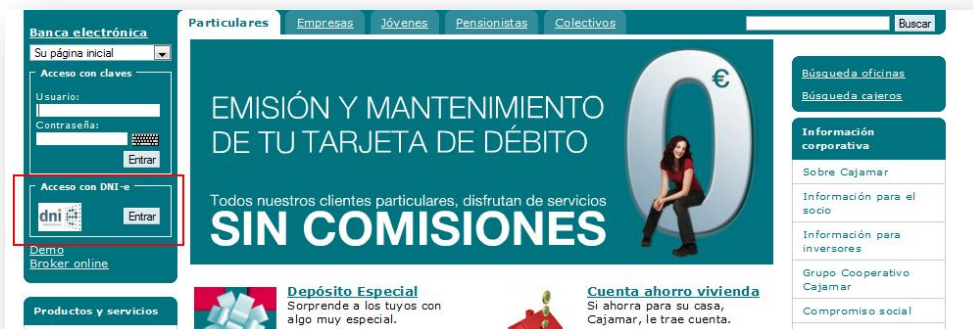 Banca electrónica
Su página inicial
Acceso con claves
Usuario:
Contraseña:
Entrar
Acceso con DNI-e
dni e
Entrar
Demo
Broker online
Productos y servicios
Particulares
Empresas
Jóvenes
Pensionistas
Colectivos
Buscar
EMISIÓN Y MANTENIMIENTO
DE TU TARJETA DE DÉBITO
0€
Todos nuestros clientes particulares, disfrutan de servicios
SIN COMISIONES
Depósito Especial
Sorprende a los tuyos con
algo muy especial.
Cuenta ahorro vivienda
Si ahorra para su casa,
Cajamar, le trae cuenta.
Búsqueda oficinas
Búsqueda cajeros
Información
corporativa
Sobre Cajamar
Información para el
socio
Información para
inversores
Grupo Cooperativo
Cajamar
Compromiso social